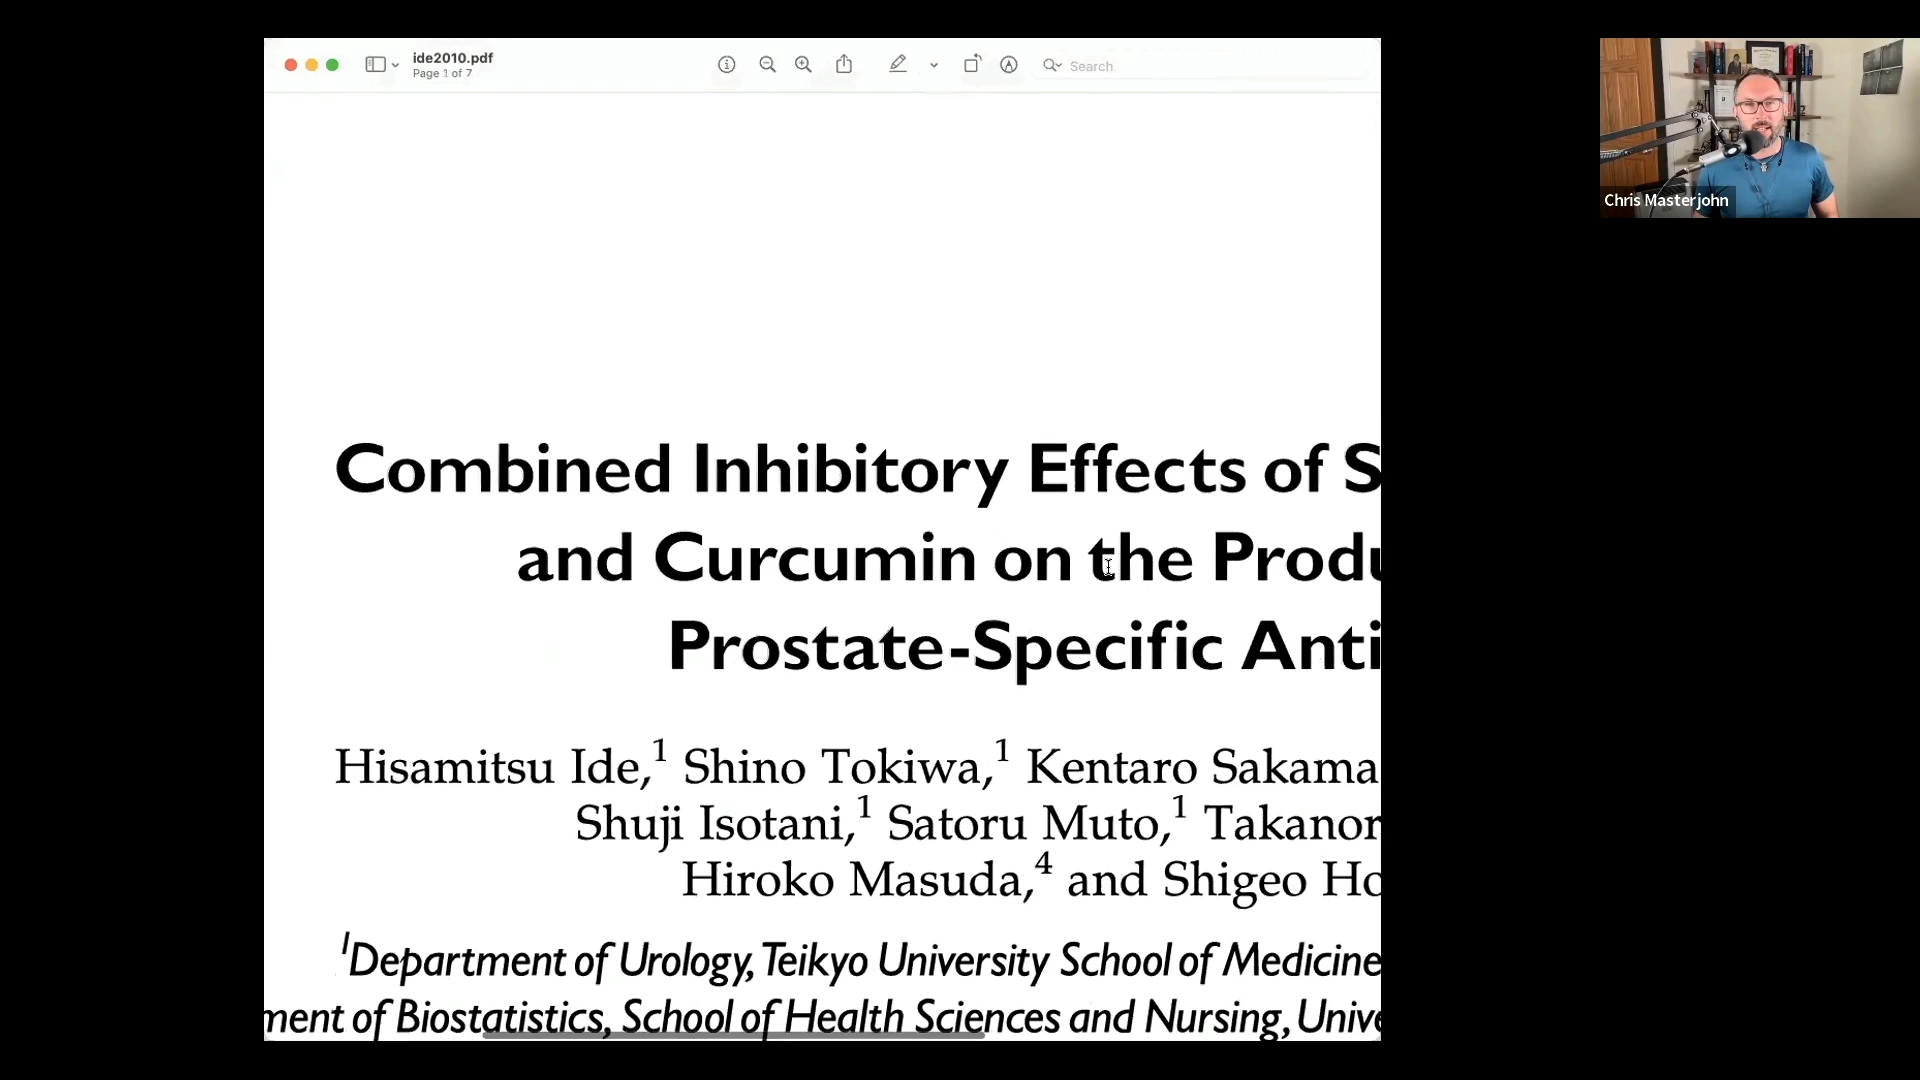 ide2010.pdf
Page 1 of 7
Search
Combined Inhibitory Effects of S
and Curcumin on the Produ
Prostate-Specific Anti
Hisamitsu Ide,1 Shino Tokiwa,1 Kentaro Sakama
Shuji Isotani,1 Satoru Muto,1 Takanor
Hiroko Masuda,4 and Shigeo Ho
1Department of Urology, Teikyo University School of Medicine
ment of Biostatistics, School of Health Sciences and Nursing, Unive
Chris Masterjohn